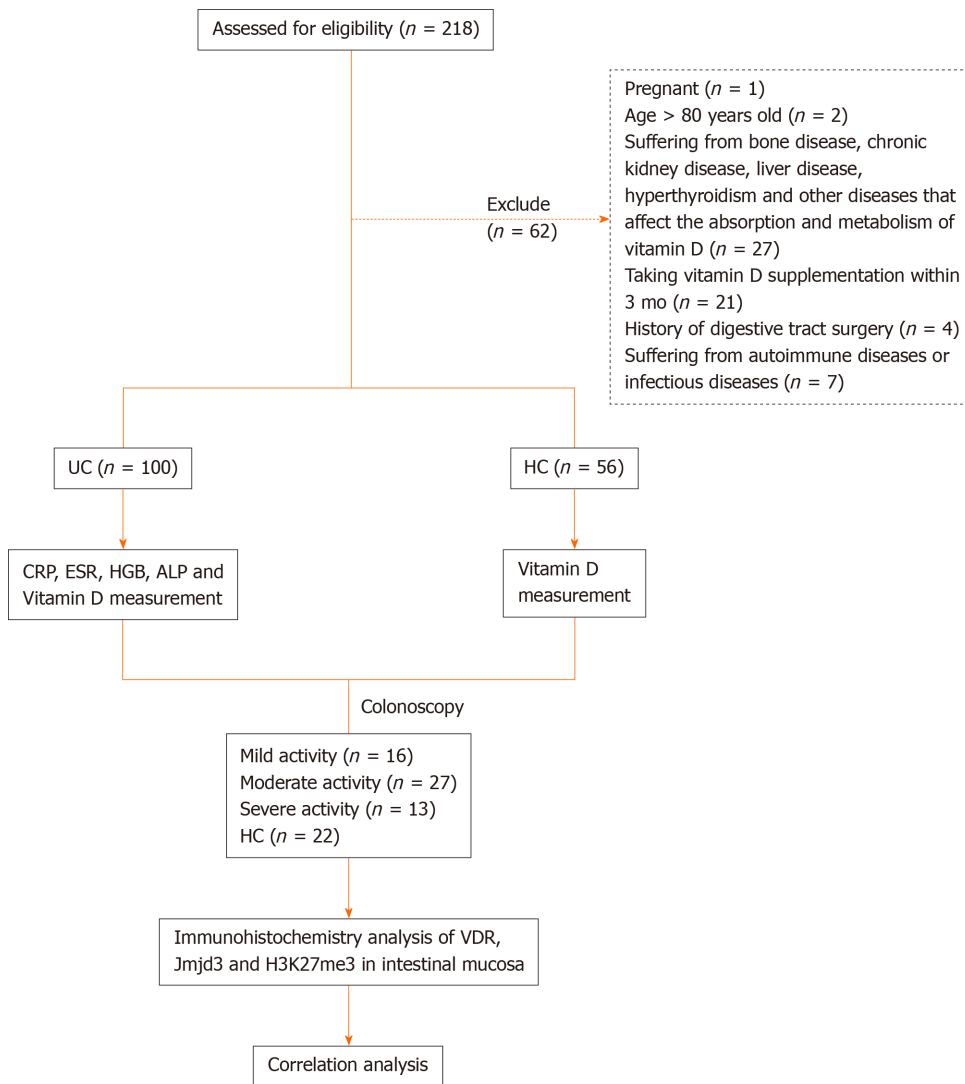 Assessed for eligibility (n = 218)
Pregnant (n = 1)
Age > 80 years old (n = 2)
Suffering from bone disease, chronic
kidney disease, liver disease,
hyperthyroidism and other diseases that
affect the absorption and metabolism of
vitamin D (n = 27)
Taking vitamin D supplementation within
3 mo (n = 21)
History of digestive tract surgery (n = 4)
Suffering from autoimmune diseases or
infectious diseases (n = 7)
Exclude
(n = 62)
UC (n = 100)
HC (n = 56)
CRP, ESR, HGB, ALP and
Vitamin D measurement
Vitamin D
measurement
Colonoscopy
Mild activity (n = 16)
Moderate activity (n = 27)
Severe activity (n = 13)
HC (n = 22)
Immunohistochemistry analysis of VDR,
Jmjd3 and H3K27me3 in intestinal mucosa
Correlation analysis